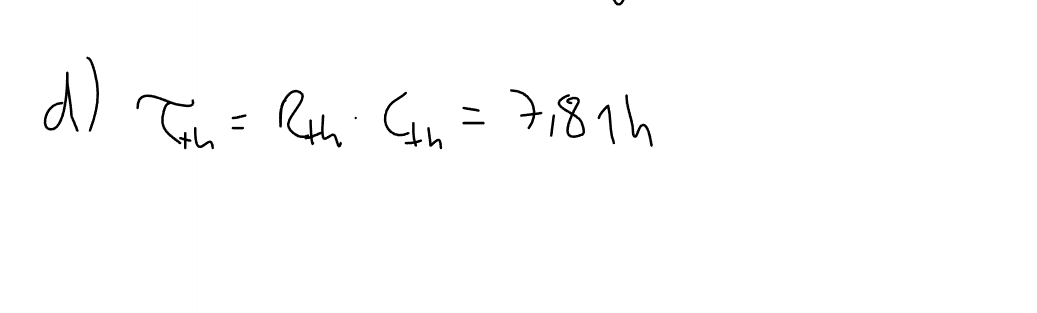 d) τth = Rth · Cth = 7,81h